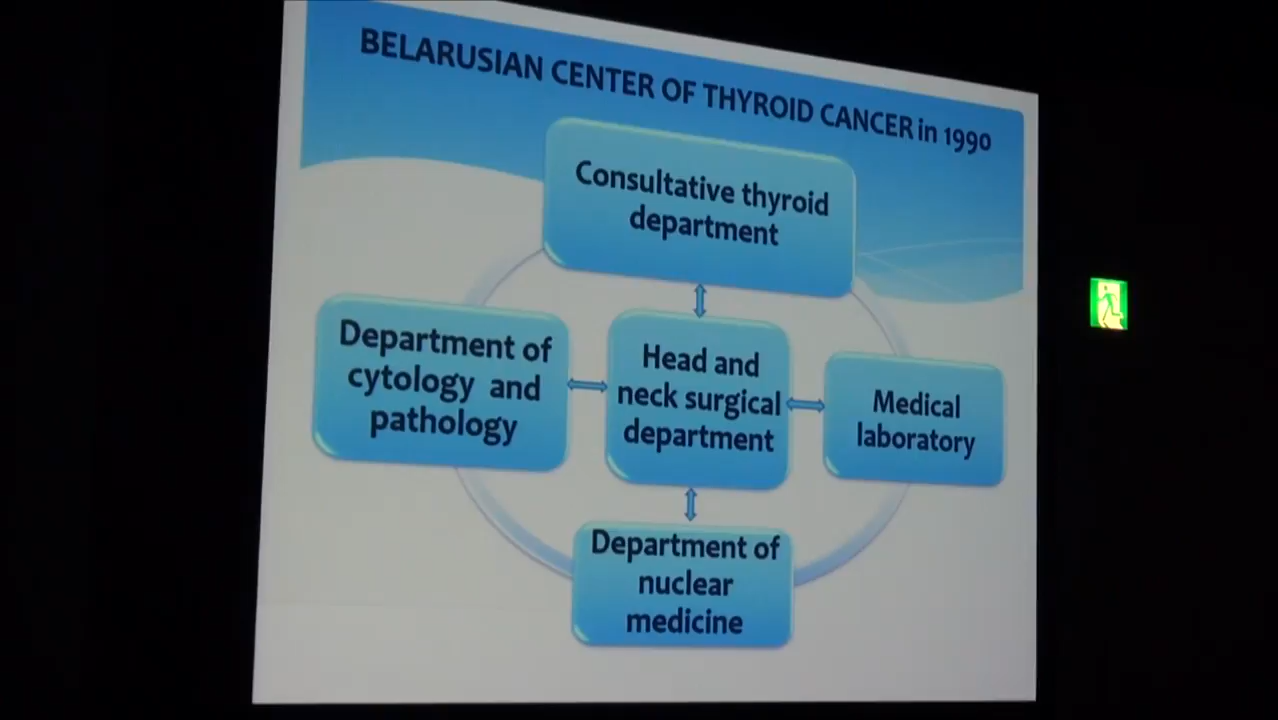 BELARUSIAN CENTER OF THYROID CANCER in 1990
Consultative thyroid
department
Department of
cytology and
pathology
Head and
neck surgical
department
Medical
laboratory
Department of
nuclear
medicine